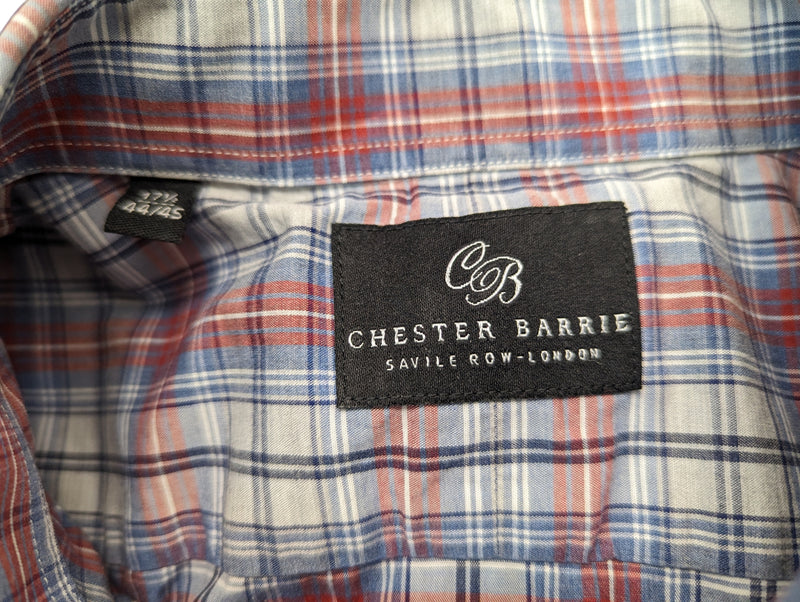 17½
44/45
CB
CHESTER BARRIE
SAVILE ROW-LONDON